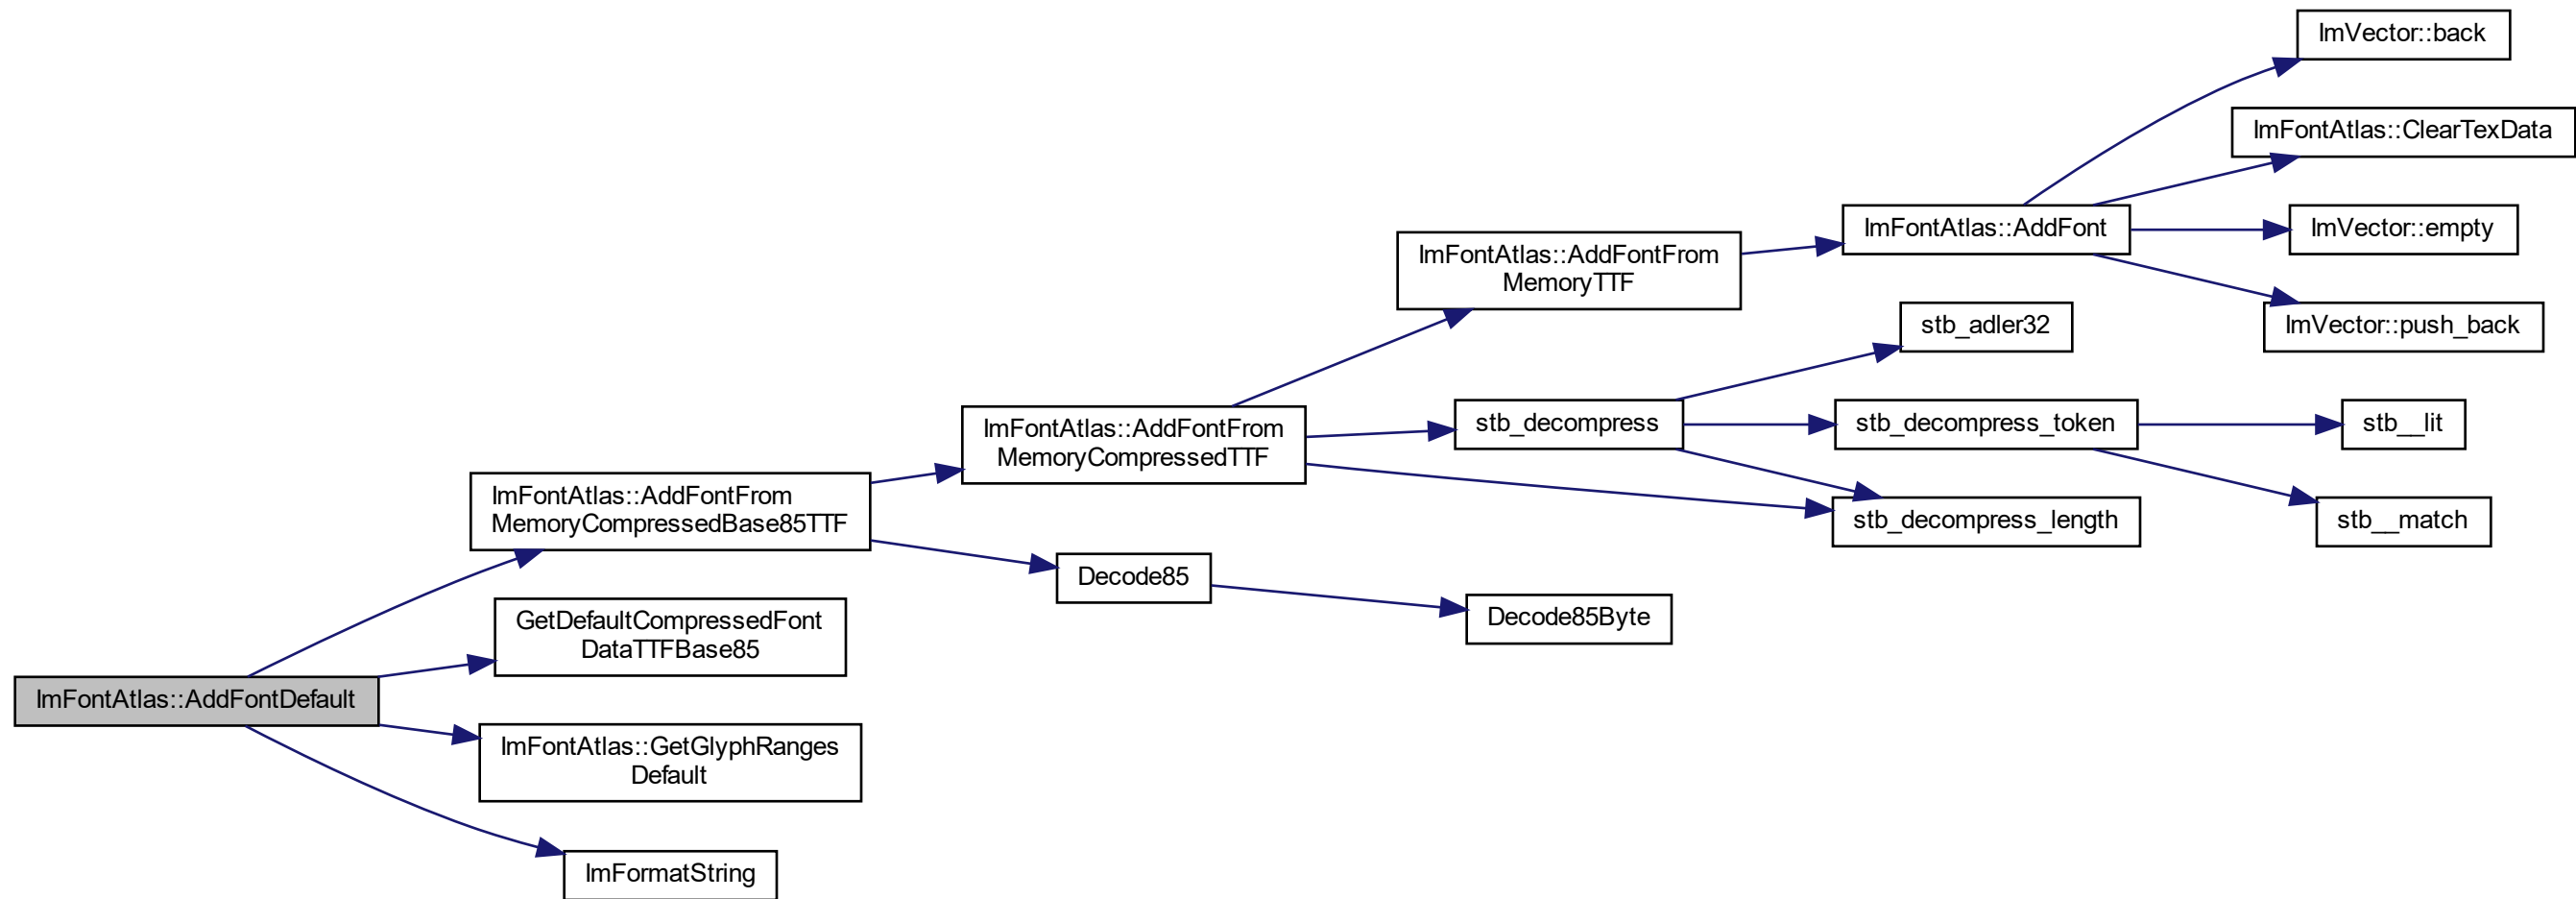 ImVector::back
ImFontAtlas::ClearTexData
ImFontAtlas::AddFont
ImVector::empty
ImFontAtlas::AddFontFrom
MemoryTTF
stb_adler32
ImVector::push_back
ImFontAtlas::AddFontFrom
MemoryCompressedTTF
stb_decompress
stb_decompress_token
stb__lit
ImFontAtlas::AddFontFrom
MemoryCompressedBase85TTF
stb_decompress_length
stb__match
Decode85
Decode85Byte
GetDefaultCompressedFont
DataTTFBase85
ImFontAtlas::AddFontDefault
ImFontAtlas::GetGlyphRanges
Default
ImFormatString